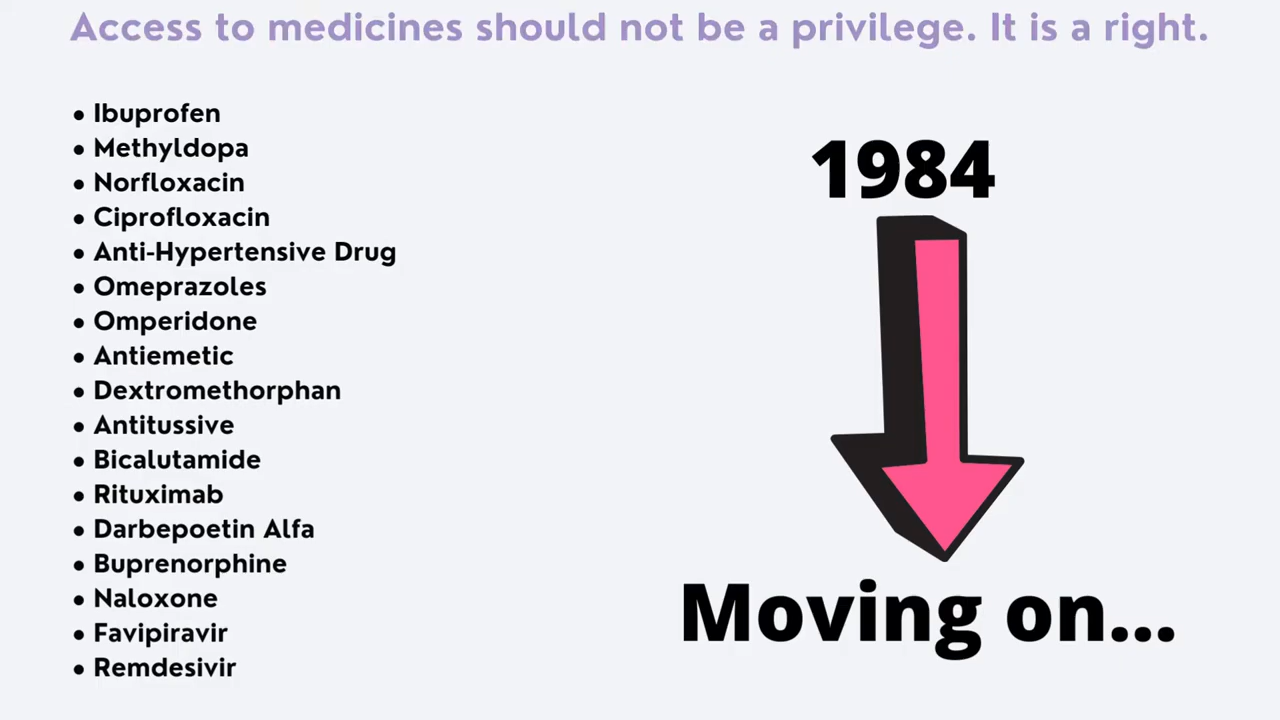 Access to medicines should not be a privilege. It is a right.
• Ibuprofen
• Methyldopa
• Norfloxacin
• Ciprofloxacin
• Anti-Hypertensive Drug
• Omeprazoles
• Omperidone
• Antiemetic
• Dextromethorphan
• Antitussive
• Bicalutamide
• Rituximab
• Darbepoetin Alfa
• Buprenorphine
• Naloxone
• Favipiravir
• Remdesivir
1984
Moving on...